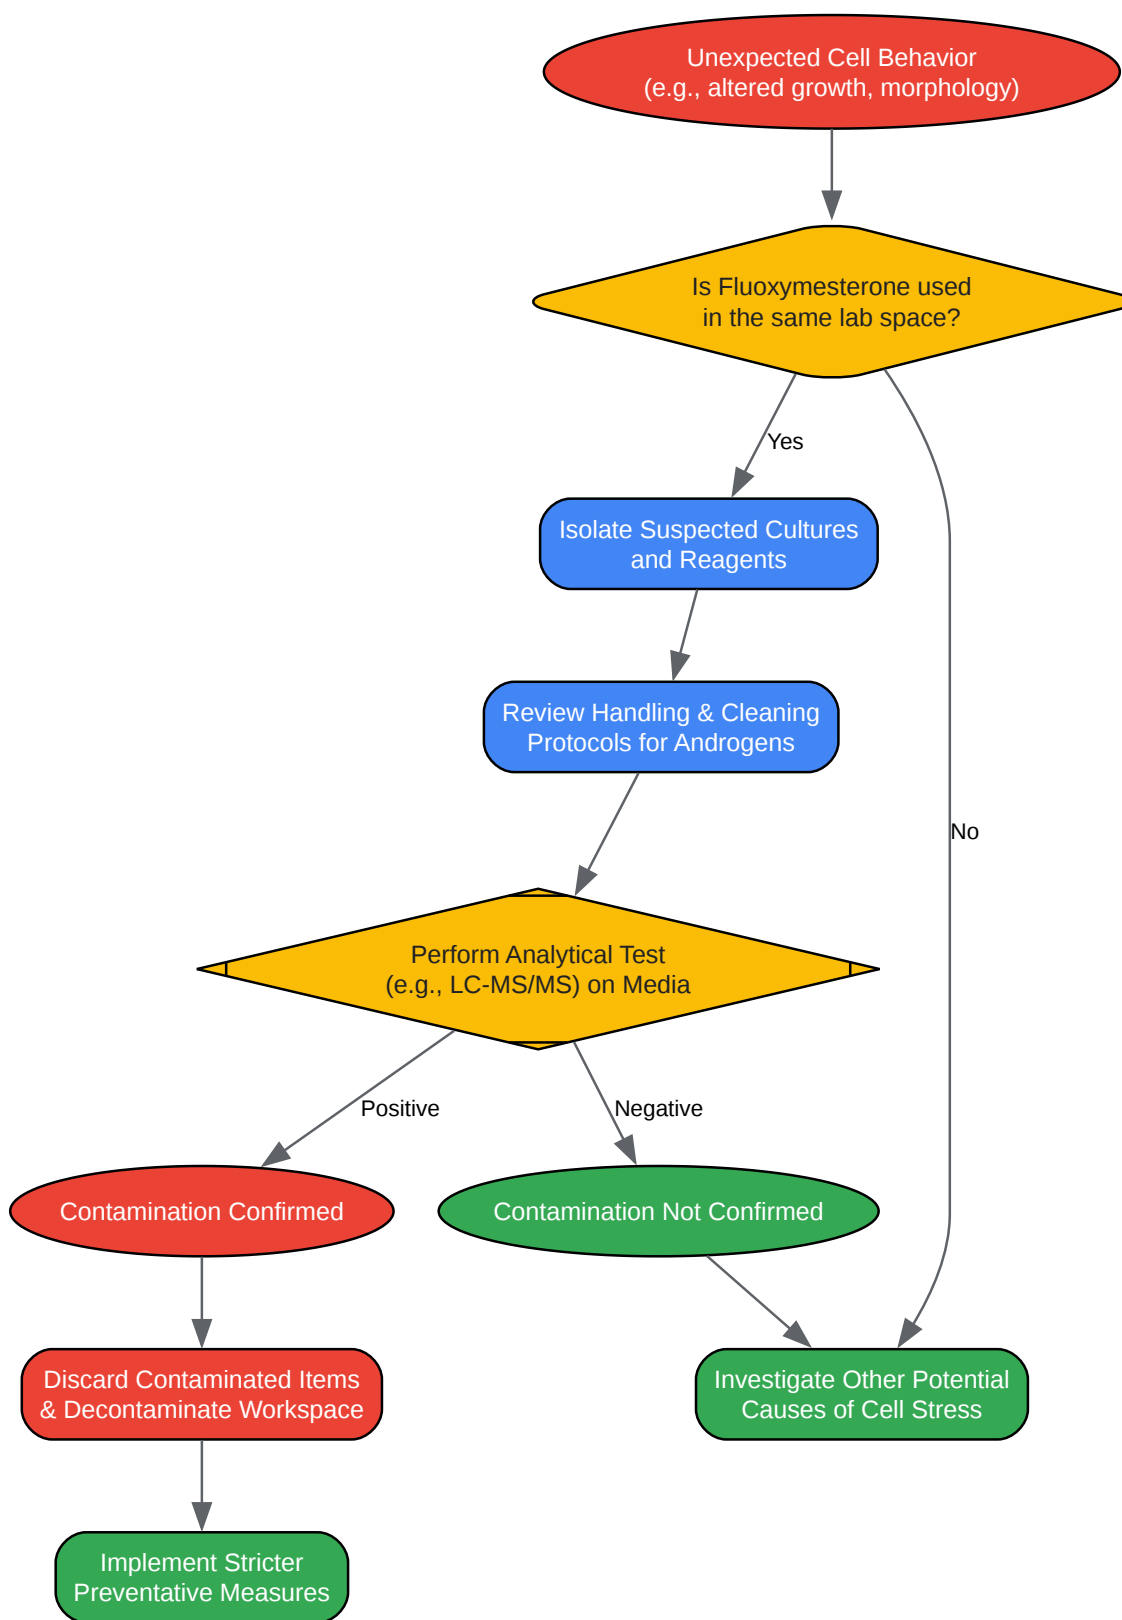 Unexpected Cell Behavior
(e.g., altered growth, morphology)
Is Fluoxymesterone used
in the same lab space?
Yes
Isolate Suspected Cultures
and Reagents
Review Handling & Cleaning
Protocols for Androgens
No
Perform Analytical Test
(e.g., LC-MS/MS) on Media
Positive
Negative
Contamination Confirmed
Contamination Not Confirmed
Discard Contaminated Items
& Decontaminate Workspace
Investigate Other Potential
Causes of Cell Stress
Implement Stricter
Preventative Measures